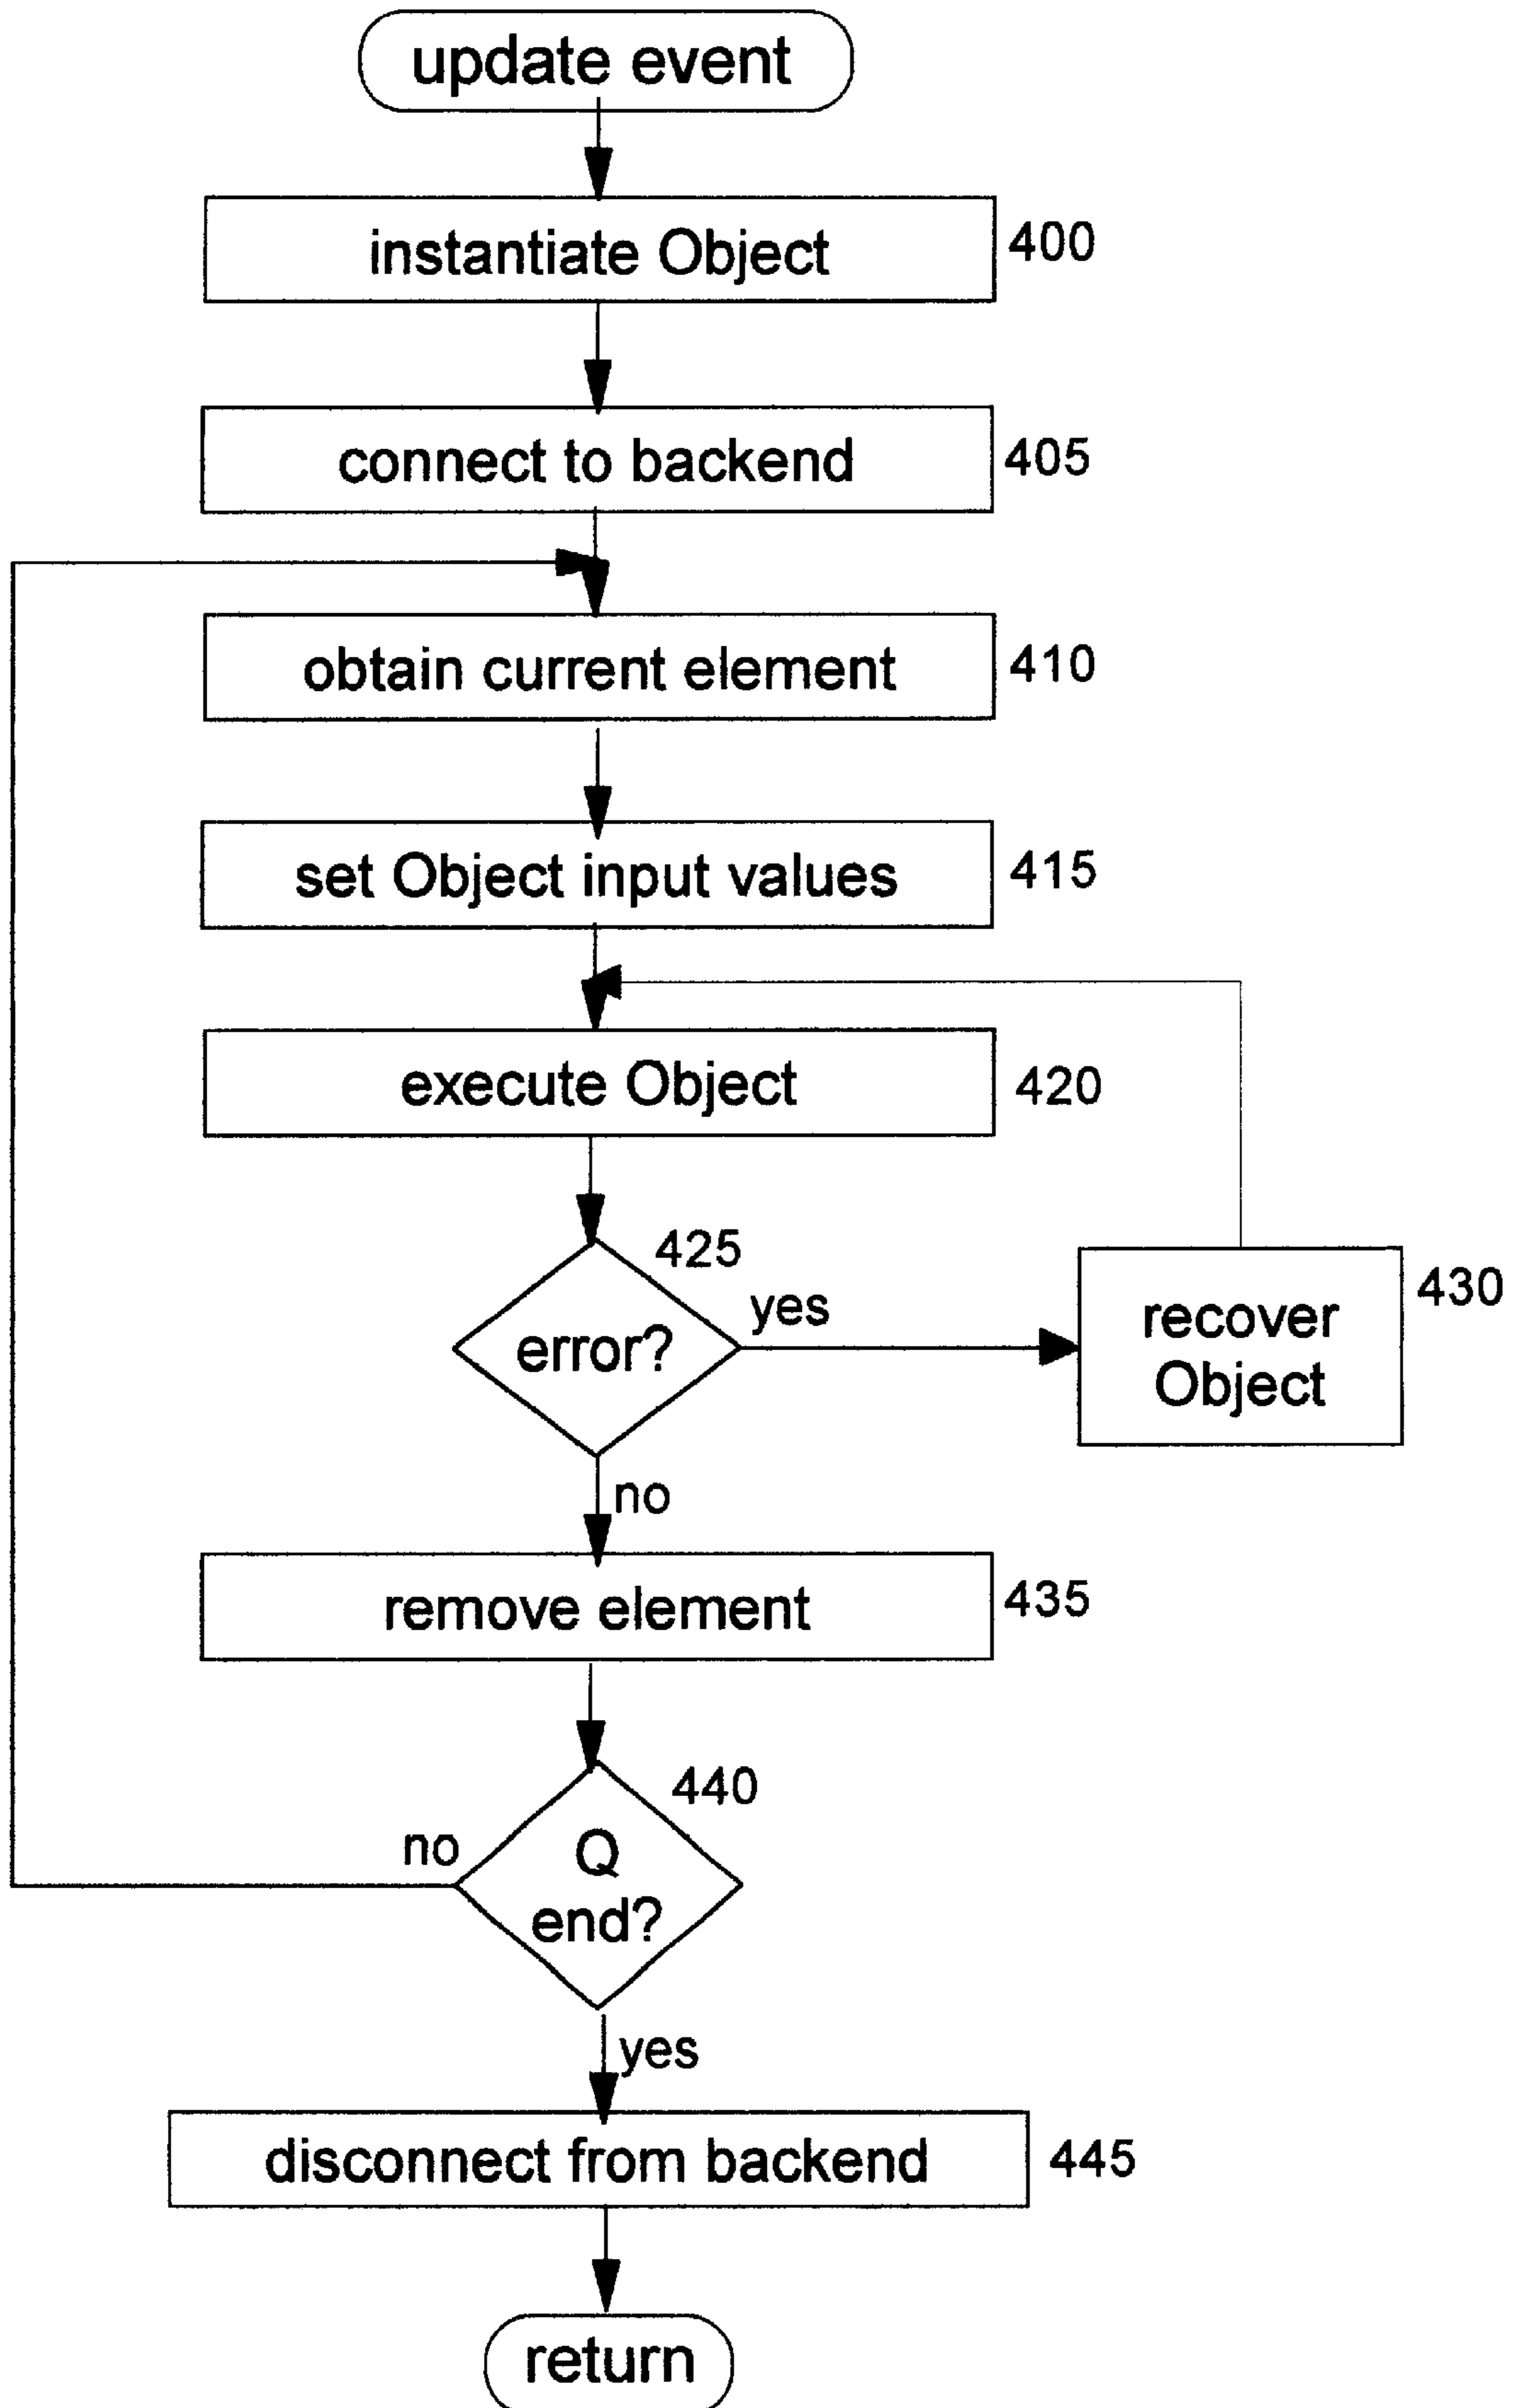 update event
instantiate Object
400
connect to backend
405
obtain current element
410
set Object input values
415
execute Object
420
425
error?
yes
recover
Object
430
no
remove element
435
440
Q
end?
no
yes
disconnect from backend
445
return